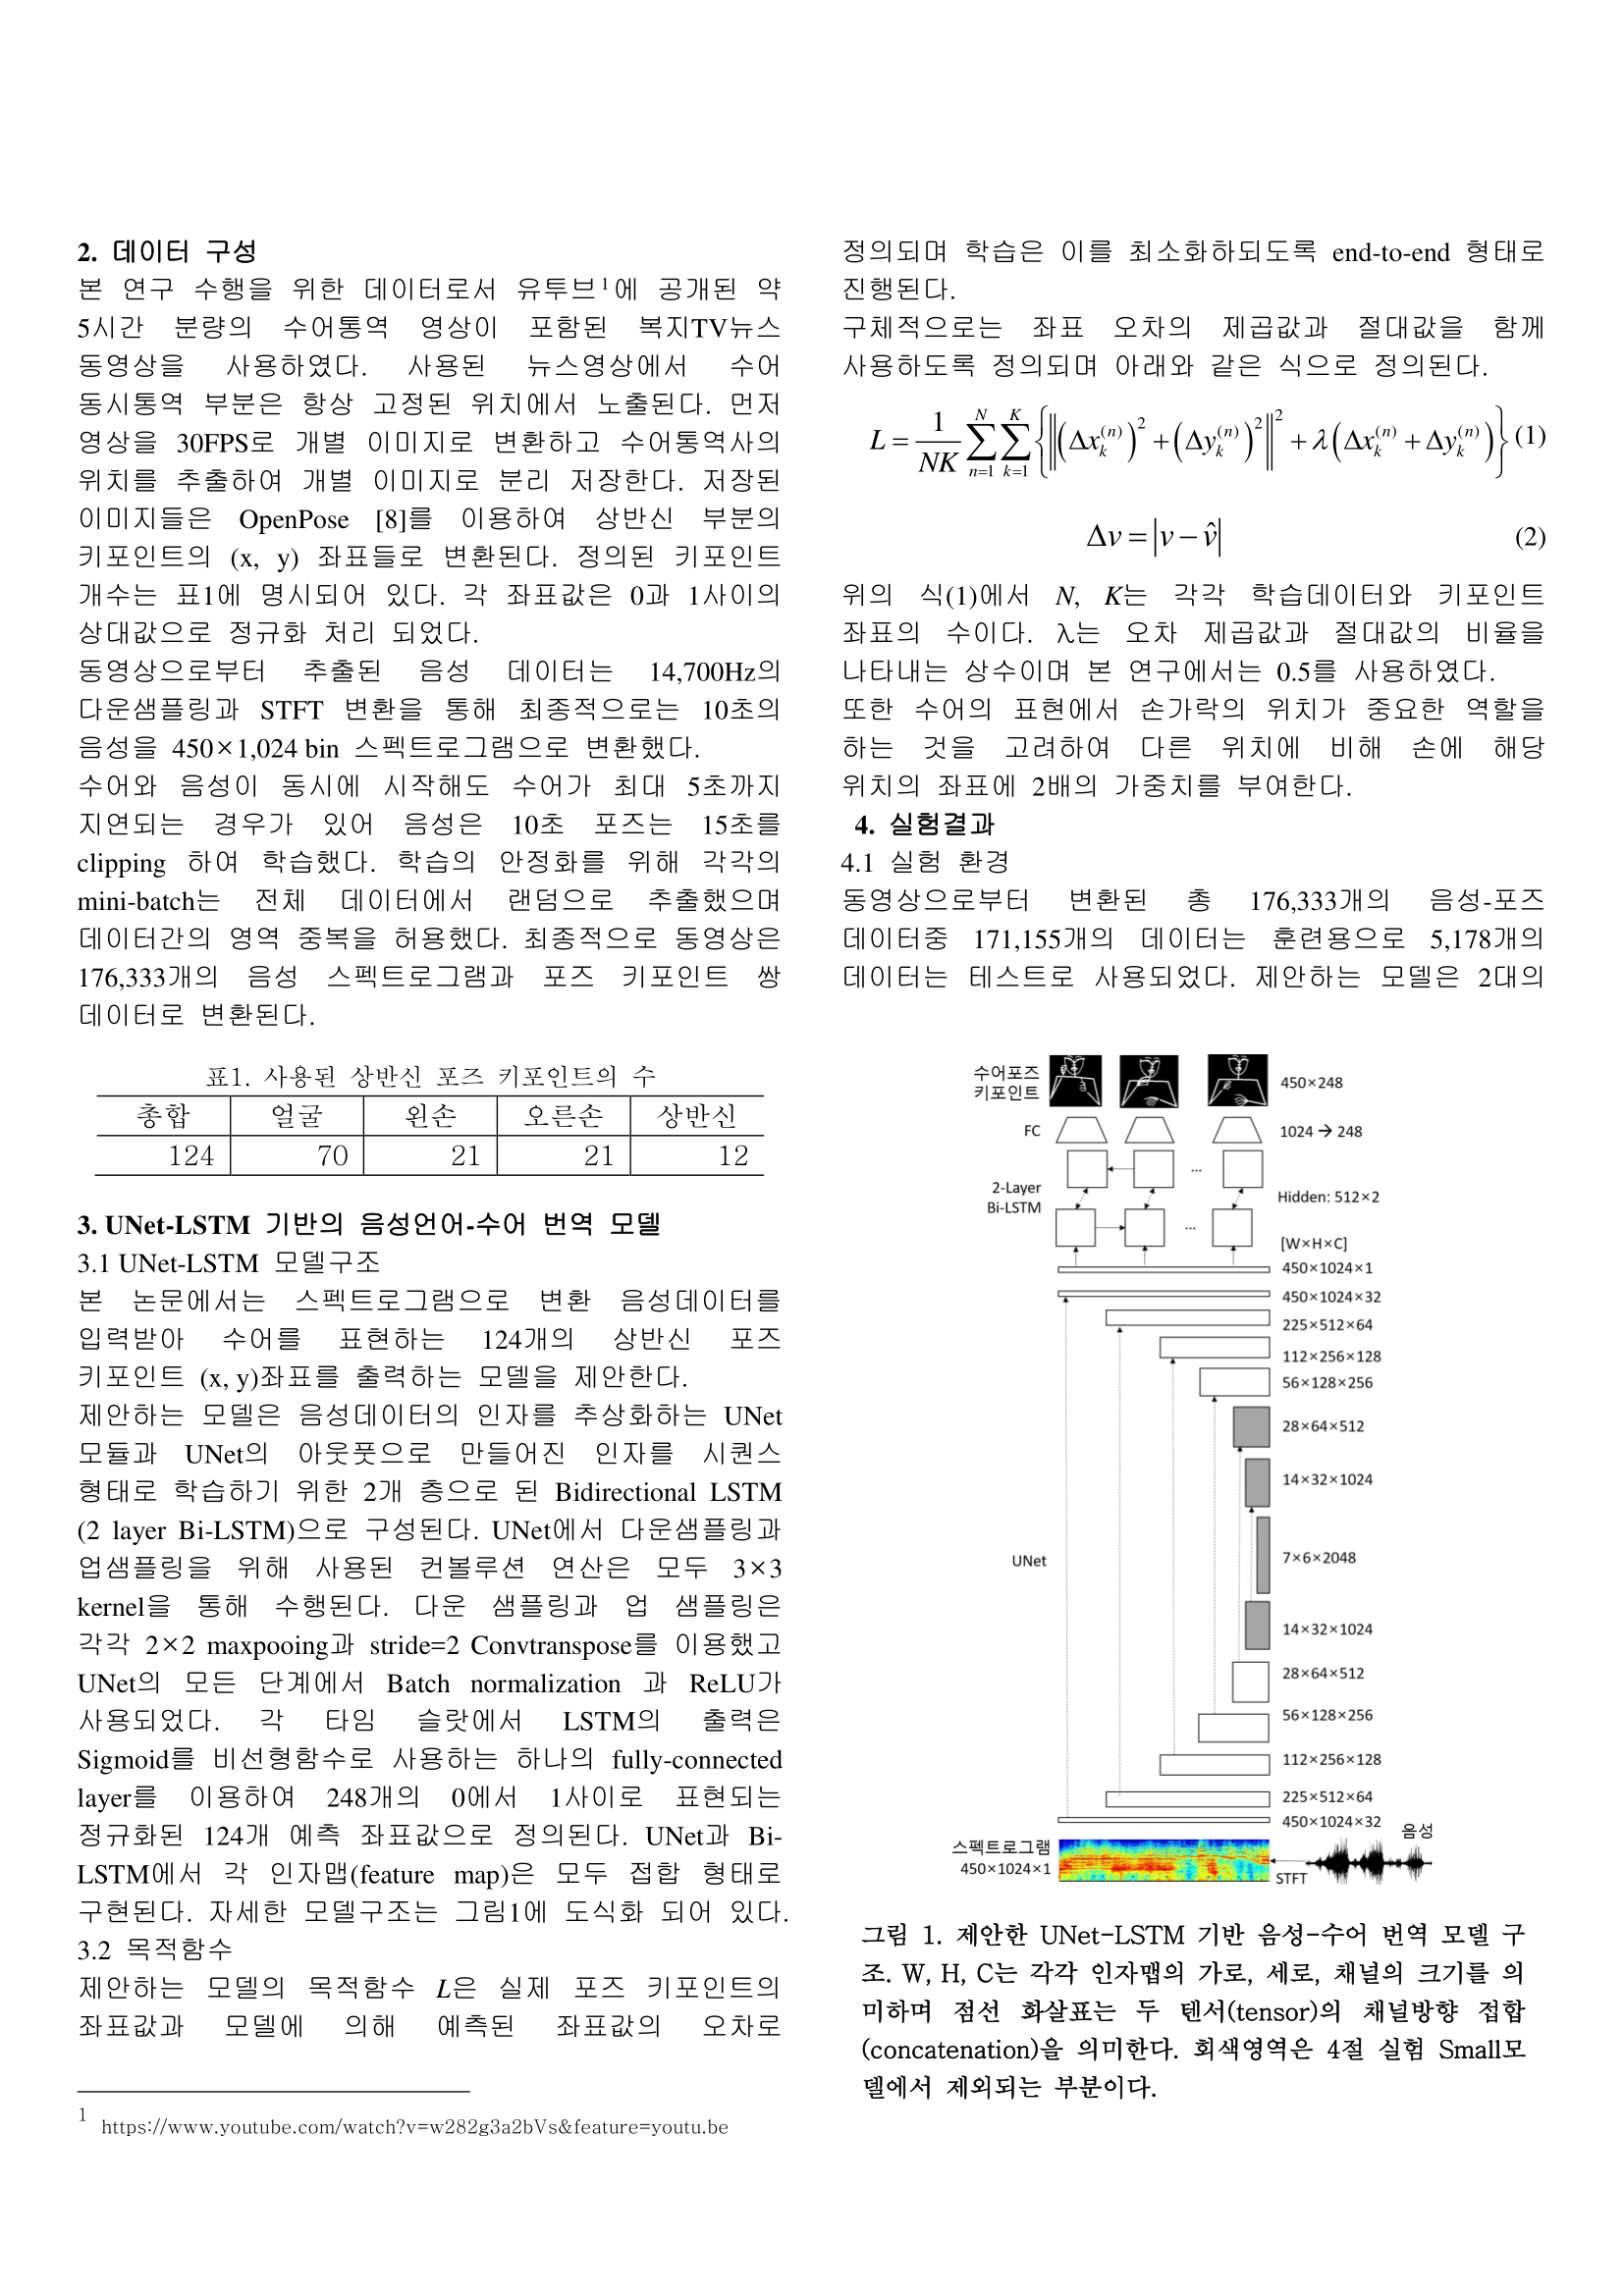 2. 데이터 구성
본 연구 수행을 위한 데이터로서 유투브¹에 공개된 약
5시간 분량의 수어통역 영상이 포함된 복지TV뉴스
동영상을 사용하였다. 사용된 뉴스영상에서 수어
동시통역 부분은 항상 고정된 위치에서 노출된다. 먼저
영상을 30FPS로 개별 이미지로 변환하고 수어통역사의
위치를 추출하여 개별 이미지로 분리 저장한다. 저장된
이미지들은 OpenPose [8]를 이용하여 상반신 부분의
키포인트의 (x, y) 좌표들로 변환된다. 정의된 키포인트
개수는 표1에 명시되어 있다. 각 좌표값은 0과 1사이의
상대값으로 정규화 처리 되었다.
동영상으로부터 추출된 음성 데이터는 14,700Hz의
다운샘플링과 STFT 변환을 통해 최종적으로는 10초의
음성을 450×1,024 bin 스펙트로그램으로 변환했다.
수어와 음성이 동시에 시작해도 수어가 최대 5초까지
지연되는 경우가 있어 음성은 10초 포즈는 15초를
clipping 하여 학습했다. 학습의 안정화를 위해 각각의
mini-batch는 전체 데이터에서 랜덤으로 추출했으며
데이터간의 영역 중복을 허용했다. 최종적으로 동영상은
176,333개의 음성 스펙트로그램과 포즈 키포인트 쌍
데이터로 변환된다.
표1. 사용된 상반신 포즈 키포인트의 수
총합 얼굴 왼손 오른손 상반신
124 70 21 21 12
3. UNet-LSTM 기반의 음성언어-수어 번역 모델
3.1 UNet-LSTM 모델구조
본 논문에서는 스펙트로그램으로 변환 음성데이터를
입력받아 수어를 표현하는 124개의 상반신 포즈
키포인트 (x, y)좌표를 출력하는 모델을 제안한다.
제안하는 모델은 음성데이터의 인자를 추상화하는 UNet
모듈과 UNet의 아웃풋으로 만들어진 인자를 시퀀스
형태로 학습하기 위한 2개 층으로 된 Bidirectional LSTM
(2 layer Bi-LSTM)으로 구성된다. UNet에서 다운샘플링과
업샘플링을 위해 사용된 컨볼루션 연산은 모두 3×3
kernel을 통해 수행된다. 다운 샘플링과 업 샘플링은
각각 2×2 maxpooing과 stride=2 Convtranspose를 이용했고
UNet의 모든 단계에서 Batch normalization 과 ReLU가
사용되었다. 각 타임 슬랏에서 LSTM의 출력은
Sigmoid를 비선형함수로 사용하는 하나의 fully-connected
layer를 이용하여 248개의 0에서 1사이로 표현되는
정규화된 124개 예측 좌표값으로 정의된다. UNet과 Bi-
LSTM에서 각 인자맵(feature map)은 모두 접합 형태로
구현된다. 자세한 모델구조는 그림1에 도식화 되어 있다.
3.2 목적함수
제안하는 모델의 목적함수 L은 실제 포즈 키포인트의
좌표값과 모델에 의해 예측된 좌표값의 오차로
1 https://www.youtube.com/watch?v=w282g3a2bVs&feature=youtu.be
정의되며 학습은 이를 최소화하되도록 end-to-end 형태로
진행된다.
구체적으로는 좌표 오차의 제곱값과 절대값을 함께
사용하도록 정의되며 아래와 같은 식으로 정의된다.
L = \frac{1}{NK} \sum_{n=1}^{N} \sum_{k=1}^{K} \left\{ \left\| (\Delta x_k^{(n)})^2 + (\Delta y_k^{(n)})^2 \right\|^2 + \lambda (\Delta x_k^{(n)} + \Delta y_k^{(n)}) \right\} (1)
\Delta v = |v - \hat{v}| (2)
위의 식(1)에서 N, K는 각각 학습데이터와 키포인트
좌표의 수이다. λ는 오차 제곱값과 절대값의 비율을
나타내는 상수이며 본 연구에서는 0.5를 사용하였다.
또한 수어의 표현에서 손가락의 위치가 중요한 역할을
하는 것을 고려하여 다른 위치에 비해 손에 해당
위치의 좌표에 2배의 가중치를 부여한다.
4. 실험결과
4.1 실험 환경
동영상으로부터 변환된 총 176,333개의 음성-포즈
데이터중 171,155개의 데이터는 훈련용으로 5,178개의
데이터는 테스트로 사용되었다. 제안하는 모델은 2대의
수어포즈
키포인트
450×248
FC
1024 → 248
...
2-Layer
Bi-LSTM
Hidden: 512×2
...
[W×H×C]
450×1024×1
450×1024×32
225×512×64
112×256×128
56×128×256
28×64×512
14×32×1024
UNet
7×6×2048
14×32×1024
28×64×512
56×128×256
112×256×128
225×512×64
450×1024×32
음성
스펙트로그램
450×1024×1
STFT
그림 1. 제안한 UNet-LSTM 기반 음성-수어 번역 모델 구
조. W, H, C는 각각 인자맵의 가로, 세로, 채널의 크기를 의
미하며 점선 화살표는 두 텐서(tensor)의 채널방향 접합
(concatenation)을 의미한다. 회색영역은 4절 실험 Small모
델에서 제외되는 부분이다.